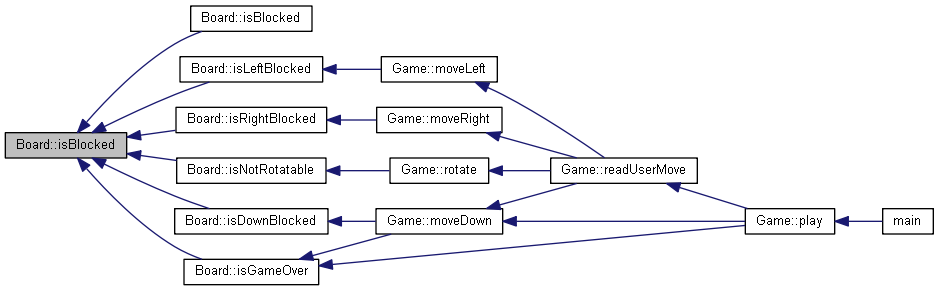 Board::isBlocked
Board::isLeftBlocked
Game::moveLeft
Board::isRightBlocked
Game::moveRight
Board::isBlocked
Board::isNotRotatable
Game::rotate
Game::readUserMove
Board::isDownBlocked
Game::moveDown
Game::play
main
Board::isGameOver